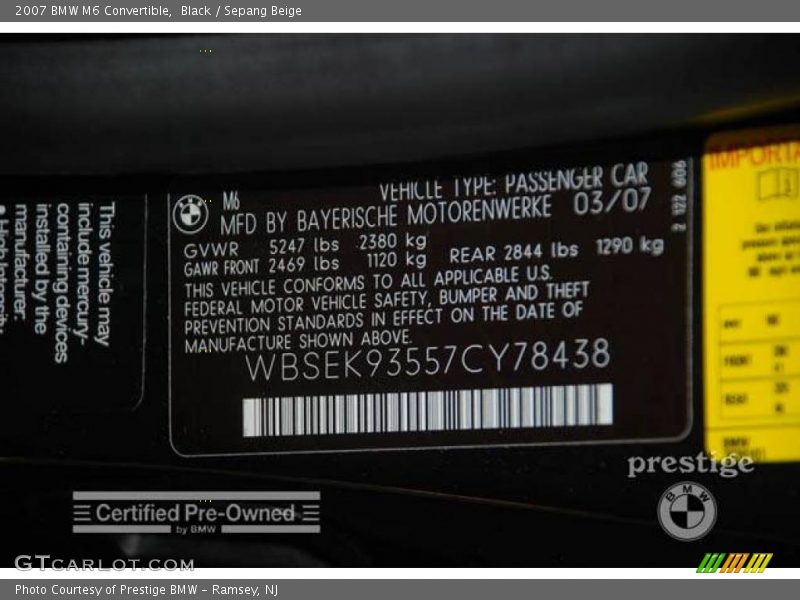 2007 BMW M6 Convertible,  Black / Sepang Beige
This vehicle may
include mercury-
containing devices
installed by the
manufacturer:
M6
VEHICLE TYPE: PASSENGER CAR
MFD BY BAYERISCHE MOTORENWERKE 03/07
GVWR 5247 lbs 2380 kg
GAWR FRONT 2469 lbs 1120 kg REAR 2844 lbs 1290 kg
THIS VEHICLE CONFORMS TO ALL APPLICABLE U.S.
FEDERAL MOTOR VEHICLE SAFETY, BUMPER AND THEFT
PREVENTION STANDARDS IN EFFECT ON THE DATE OF
MANUFACTURE SHOWN ABOVE.
WBSEK93557CY78438
2 122 606
IMPORTA
prestige
BMW
Certified Pre-Owned
by BMW
GTCARLOT.COM
Photo Courtesy of Prestige BMW – Ramsey, NJ